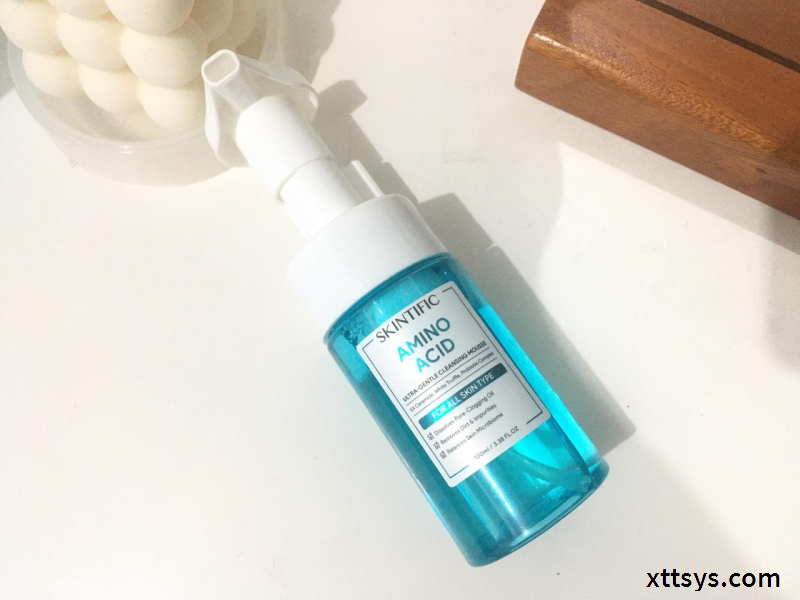 SKINTIFIC
AMINO
ACID
ULTRA-GENTLE CLEANSING MOUSSE
5X Ceramide, White Truffle, Probiotic Complex
FOR ALL SKIN TYPE
Dissolves Pore-Clogging Oil
Removes Dirt & Impurities
Balances Skin Microbiome
100ml / 3.38 FL.OZ
xttsys.com